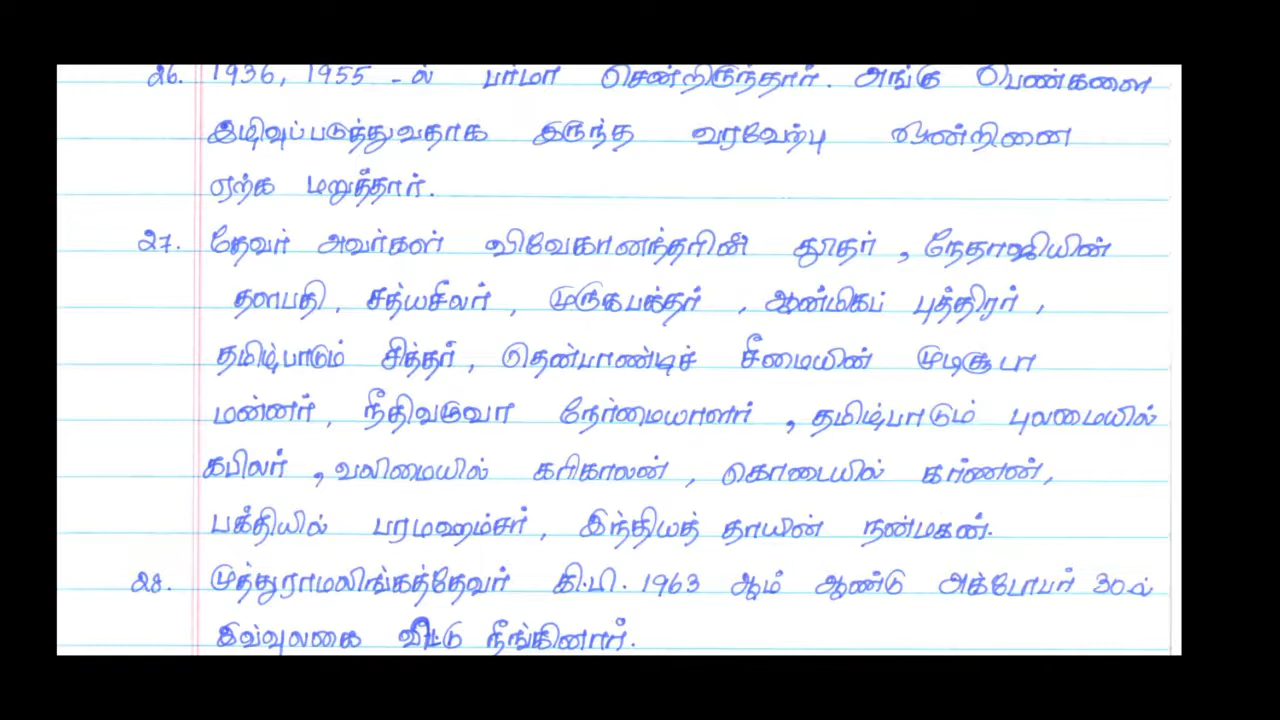 26. 1936, 1955 -ல் பர்மா சென்றிருந்தார். அங்கு பெண்களை
இழிவுப்படுத்துவதாக இருந்த வரவேற்பு ஒன்றினை
ஏற்க மறுத்தார்.
27. தேவர் அவர்கள் விவேகானந்தரின் தூதர் , நேதாஜியின்
தளபதி , சத்யசீலர் , முருகபக்தர் , ஆன்மிகப் புத்திரர் ,
தமிழ்பாடும் சித்தர் , தென்பாண்டிச் சீமையின் முடிசூடா
மன்னர் , நீதிவழுவா நேர்மையாளர் , தமிழ்பாடும் புலமையில்
கபிலர் , வலிமையில் கரிகாலன் , கொடையில் கர்ணன் ,
பக்தியில் பரமஹம்சர் , இந்தியத் தாயின் நன்மகன்.
28. முத்துராமலிங்கத்தேவர் கி.பி. 1963 ஆம் ஆண்டு அக்டோபர் 30ல்
இவ்வுலகை விட்டு நீங்கினார்.